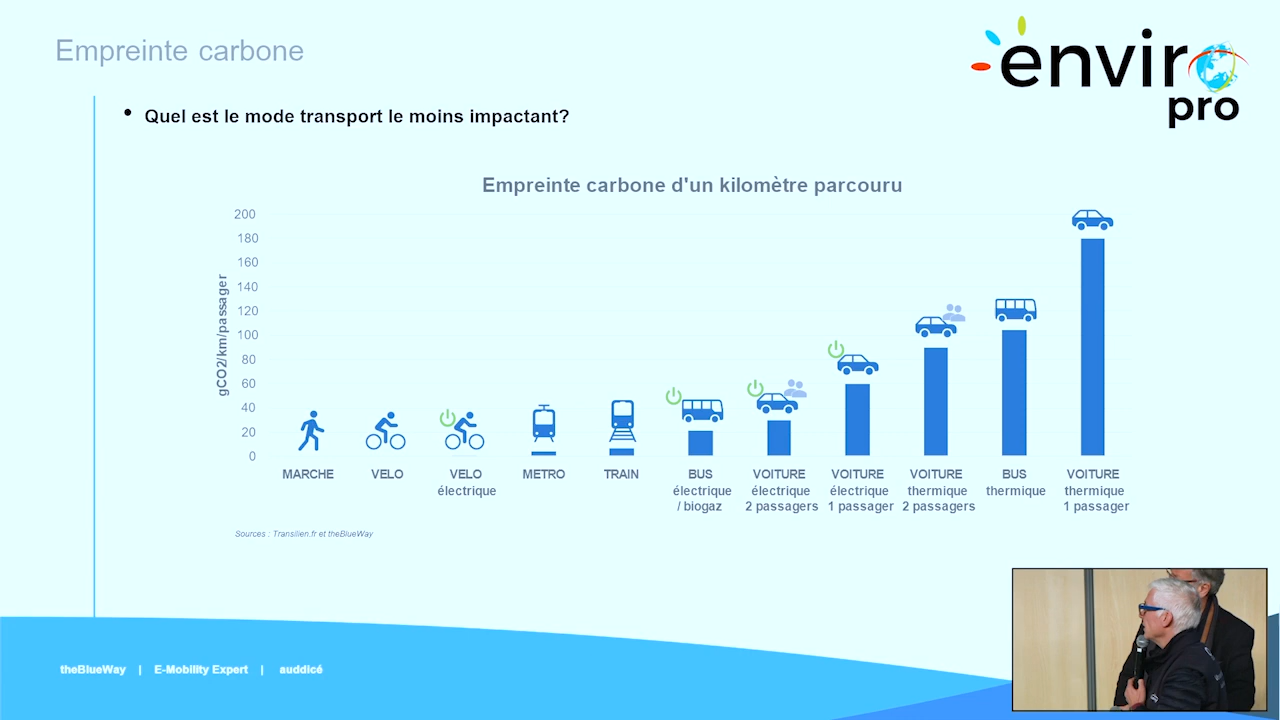 Empreinte carbone
enviro
pro
• Quel est le mode transport le moins impactant?
Empreinte carbone d'un kilomètre parcouru
gCO2/km/passager
200
180
160
140
120
100
80
60
40
20
0
MARCHE
VELO
VELO
électrique
METRO
TRAIN
BUS
électrique
/ biogaz
VOITURE
électrique
2 passagers
VOITURE
électrique
1 passager
VOITURE
thermique
2 passagers
BUS
thermique
VOITURE
thermique
1 passager
Sources : Transilien.fr et theBlueWay
theBlueWay | E-Mobility Expert | auddicé